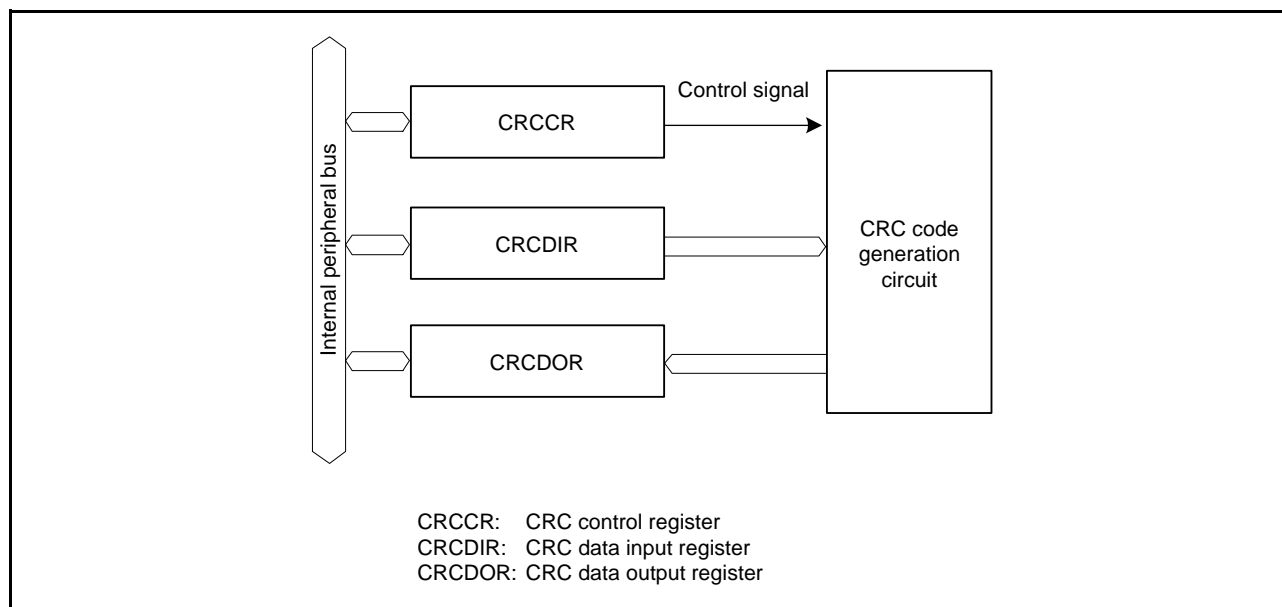 Control signal
CRCCR
Internal peripheral bus
CRCDIR
CRC code
generation
circuit
CRCDOR
CRCCR: CRC control register
CRCDIR: CRC data input register
CRCDOR: CRC data output register